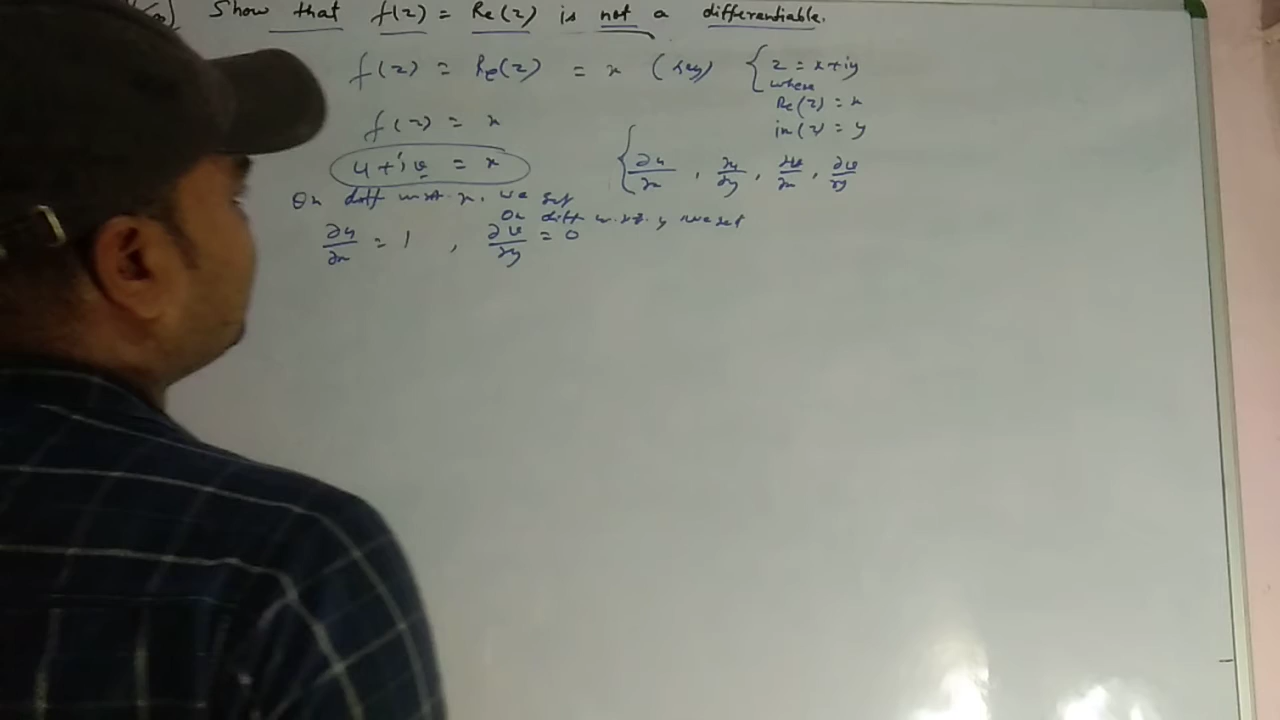 Show that f(z) = Re(z) is not a differentiable.
f(z) = Re(z) = x (say) { z = x+iy
where
Re(z) = x
im(z) = y
f(z) = x
u+iv = x { ∂u/∂x , ∂u/∂y , ∂v/∂x , ∂v/∂y
On diff w.r.t. x, we get
On diff w.r.t. y we get
∂u/∂x = 1 , ∂v/∂y = 0